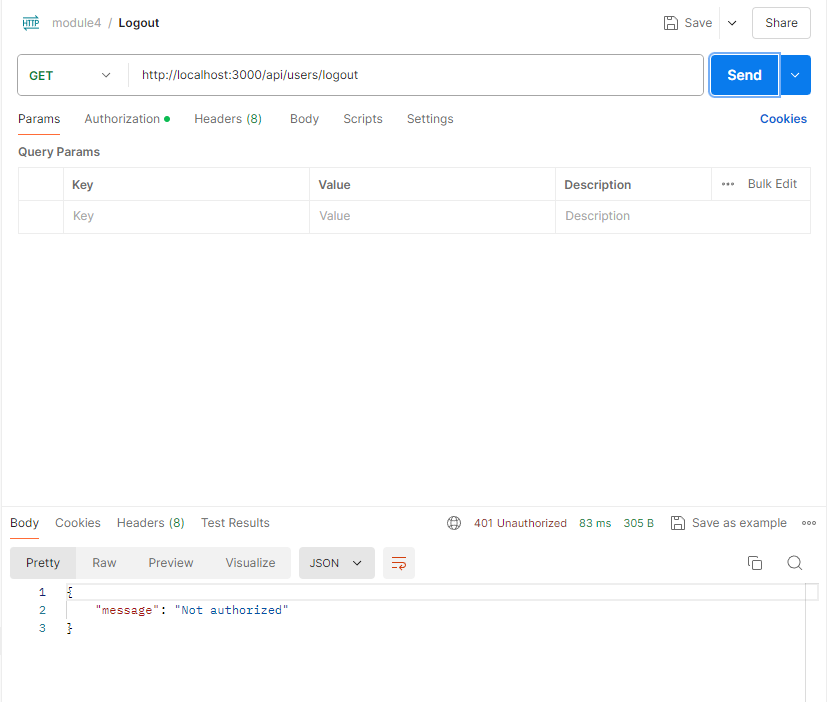 HTTP module4 / Logout Save Share
GET http://localhost:3000/api/users/logout Send
Params Authorization Headers (8) Body Scripts Settings Cookies
Query Params
Key Value Description ••• Bulk Edit
Key Value Description
Body Cookies Headers (8) Test Results 401 Unauthorized 83 ms 305 B Save as example
Pretty Raw Preview Visualize JSON
1 {
2 "message": "Not authorized"
3 }